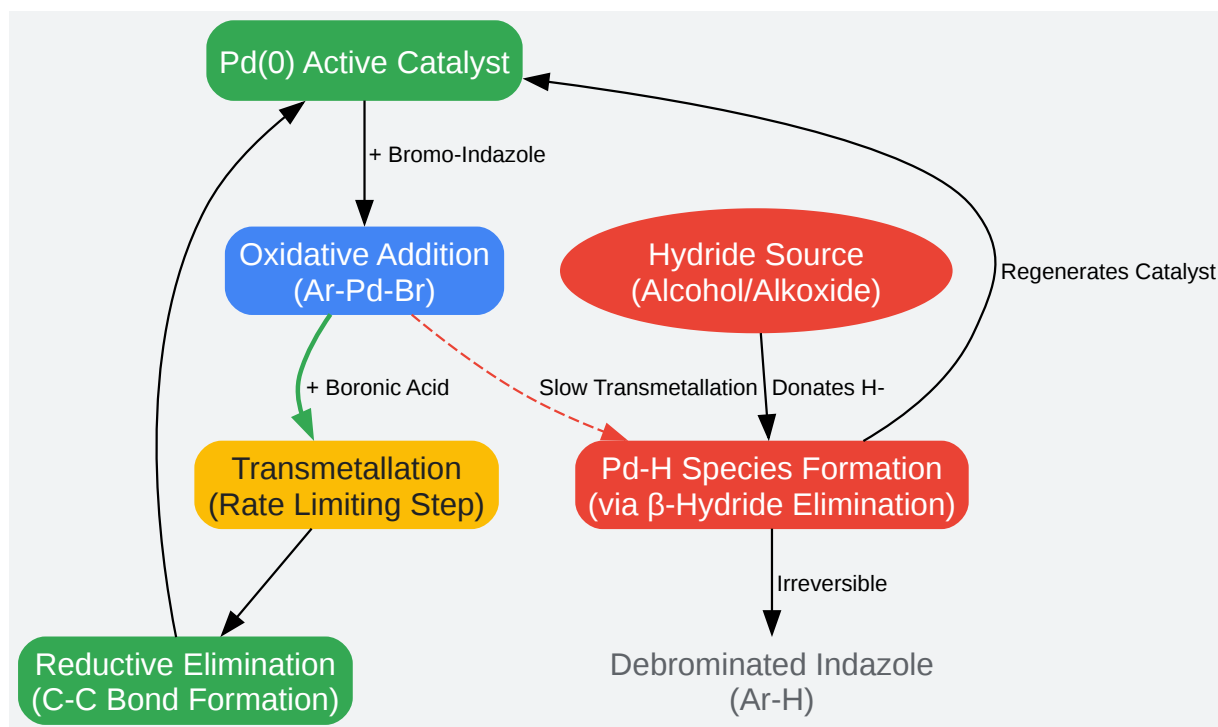 Pd(0) Active Catalyst
+ Bromo-Indazole
Oxidative Addition
(Ar-Pd-Br)
Hydride Source
(Alcohol/Alkoxide)
Regenerates Catalyst
+ Boronic Acid
Slow Transmetallation
Donates H-
Transmetallation
(Rate Limiting Step)
Pd-H Species Formation
(via β-Hydride Elimination)
Irreversible
Reductive Elimination
(C-C Bond Formation)
Debrominated Indazole
(Ar-H)